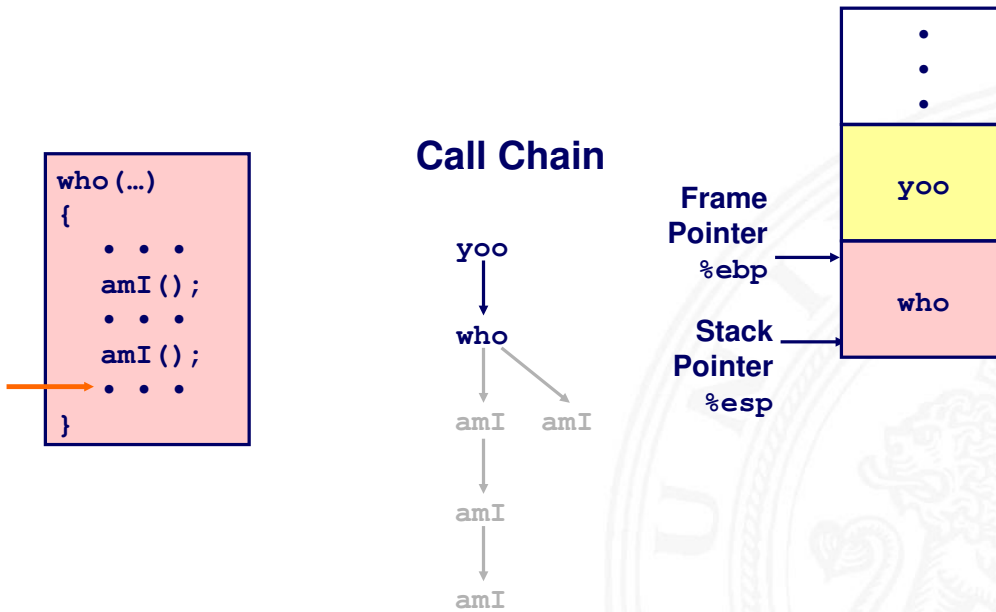 who(…)
{
• • •
amI();
• • •
amI();
• • •
}
Call Chain
yoo
who
amI amI
amI
amI
Frame
Pointer
%ebp
Stack
Pointer
%esp
•
•
•
yoo
who
U N I